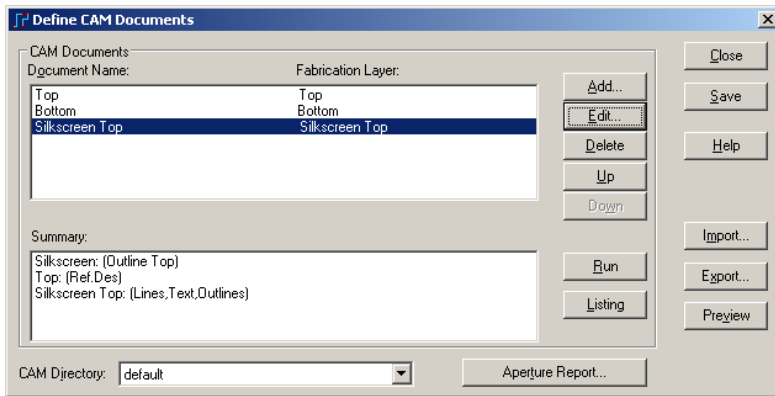 Define CAM Documents
CAM Documents
Document Name: Fabrication Layer:
Top Top
Bottom Bottom
Silkscreen Top Silkscreen Top
Add...
Edit...
Delete
Up
Down
Summary:
Silkscreen: (Outline Top)
Top: (Ref.Des)
Silkscreen Top: (Lines,Text,Outlines)
Run
Listing
CAM Directory: default
Aperture Report...
Close
Save
Help
Import...
Export...
Preview